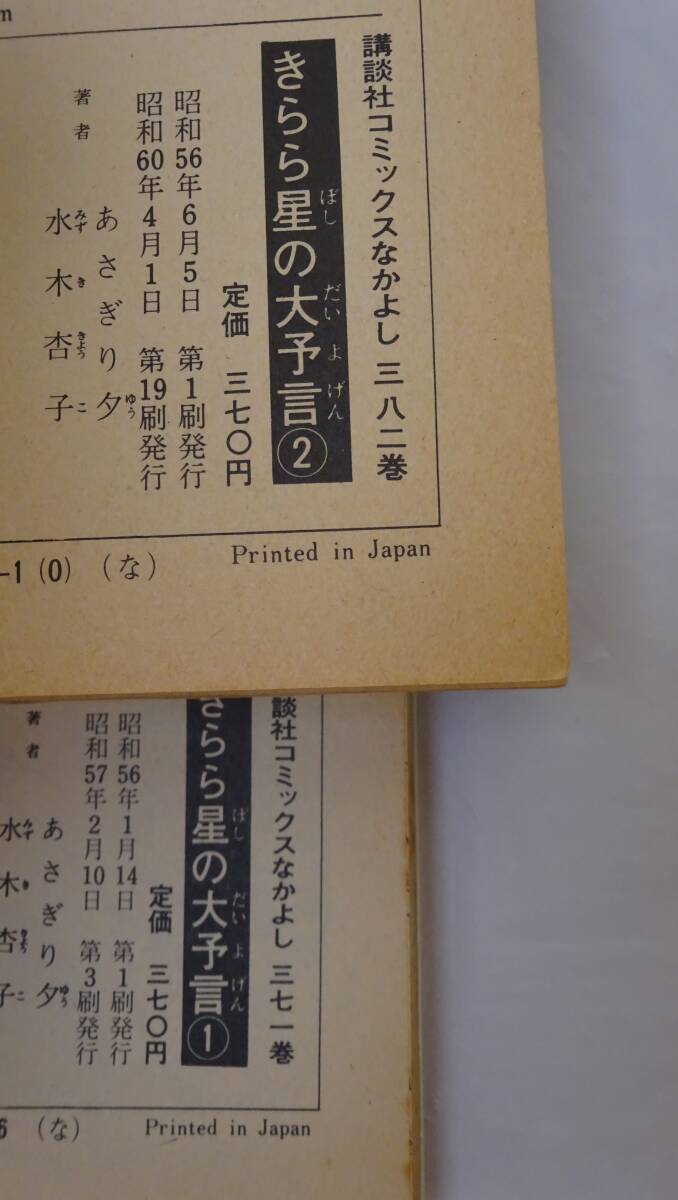 m
講談社コミックスなかよし 三八二巻
きらら星の大予言②
ぼし だいよげん
定価 三七〇円
昭和56年6月5日 第1刷発行
昭和60年4月1日 第19刷発行
著者
あさぎり夕
ゆう
水木杏子
みずききょうこ
-1 (0) (な)
Printed in Japan
談社コミックスなかよし 三七一巻
きらら星の大予言①
ぼし だいよげん
定価 三七〇円
昭和56年1月14日 第1刷発行
昭和57年2月10日 第3刷発行
著者
あさぎり夕
ゆう
水木杏子
みずききょうこ
6 (な)
Printed in Japan